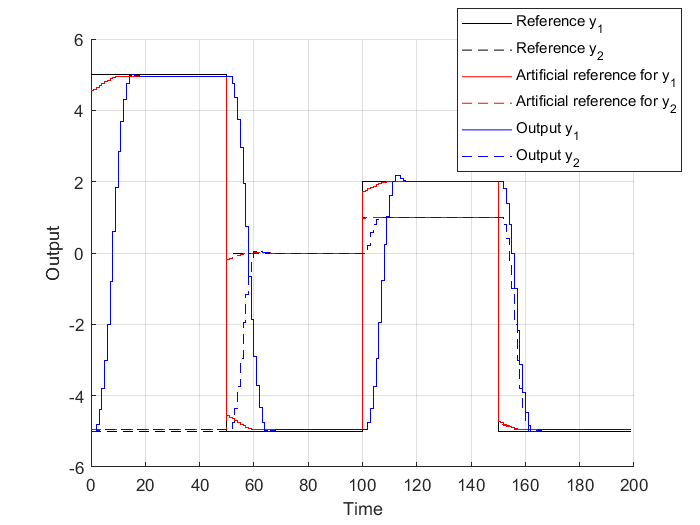 Reference y1
Reference y2
Artificial reference for y1
Artificial reference for y2
Output y1
Output y2
6
4
2
0
-2
-4
-6
Output
0 20 40 60 80 100 120 140 160 180 200
Time